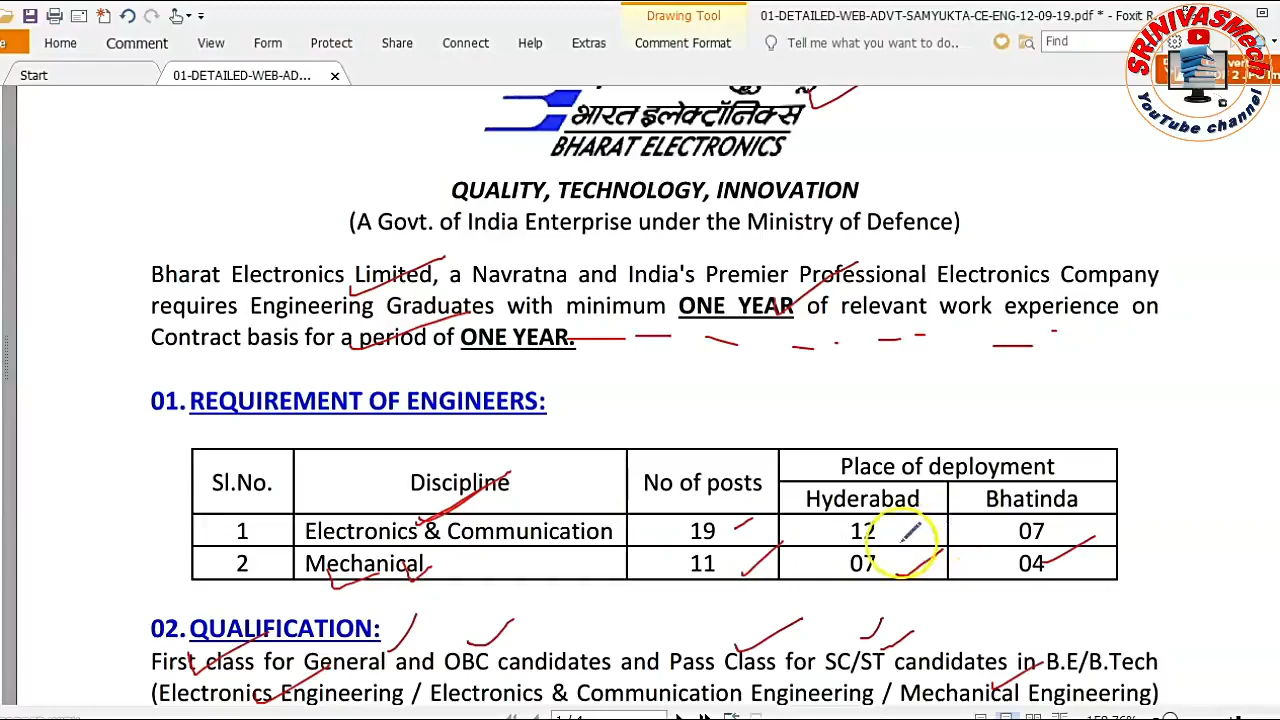 Drawing Tool
01-DETAILED-WEB-ADVT-SAMYUKTA-CE-ENG-12-09-19.pdf * - Foxit R
Home Comment View Form Protect Share Connect Help Extras Comment Format Tell me what you want to do.. Find
Start 01-DETAILED-WEB-AD...
SRINIVASMech
YouTube channel
भारत इलेक्ट्रॉनिक्स
BHARAT ELECTRONICS
QUALITY, TECHNOLOGY, INNOVATION
(A Govt. of India Enterprise under the Ministry of Defence)
Bharat Electronics Limited, a Navratna and India's Premier Professional Electronics Company
requires Engineering Graduates with minimum ONE YEAR of relevant work experience on
Contract basis for a period of ONE YEAR.
01. REQUIREMENT OF ENGINEERS:
Sl.No. Discipline No of posts Place of deployment
Hyderabad Bhatinda
1 Electronics & Communication 19 12 07
2 Mechanical 11 07 04
02. QUALIFICATION:
First class for General and OBC candidates and Pass Class for SC/ST candidates in B.E/B.Tech
(Electronics Engineering / Electronics & Communication Engineering / Mechanical Engineering)